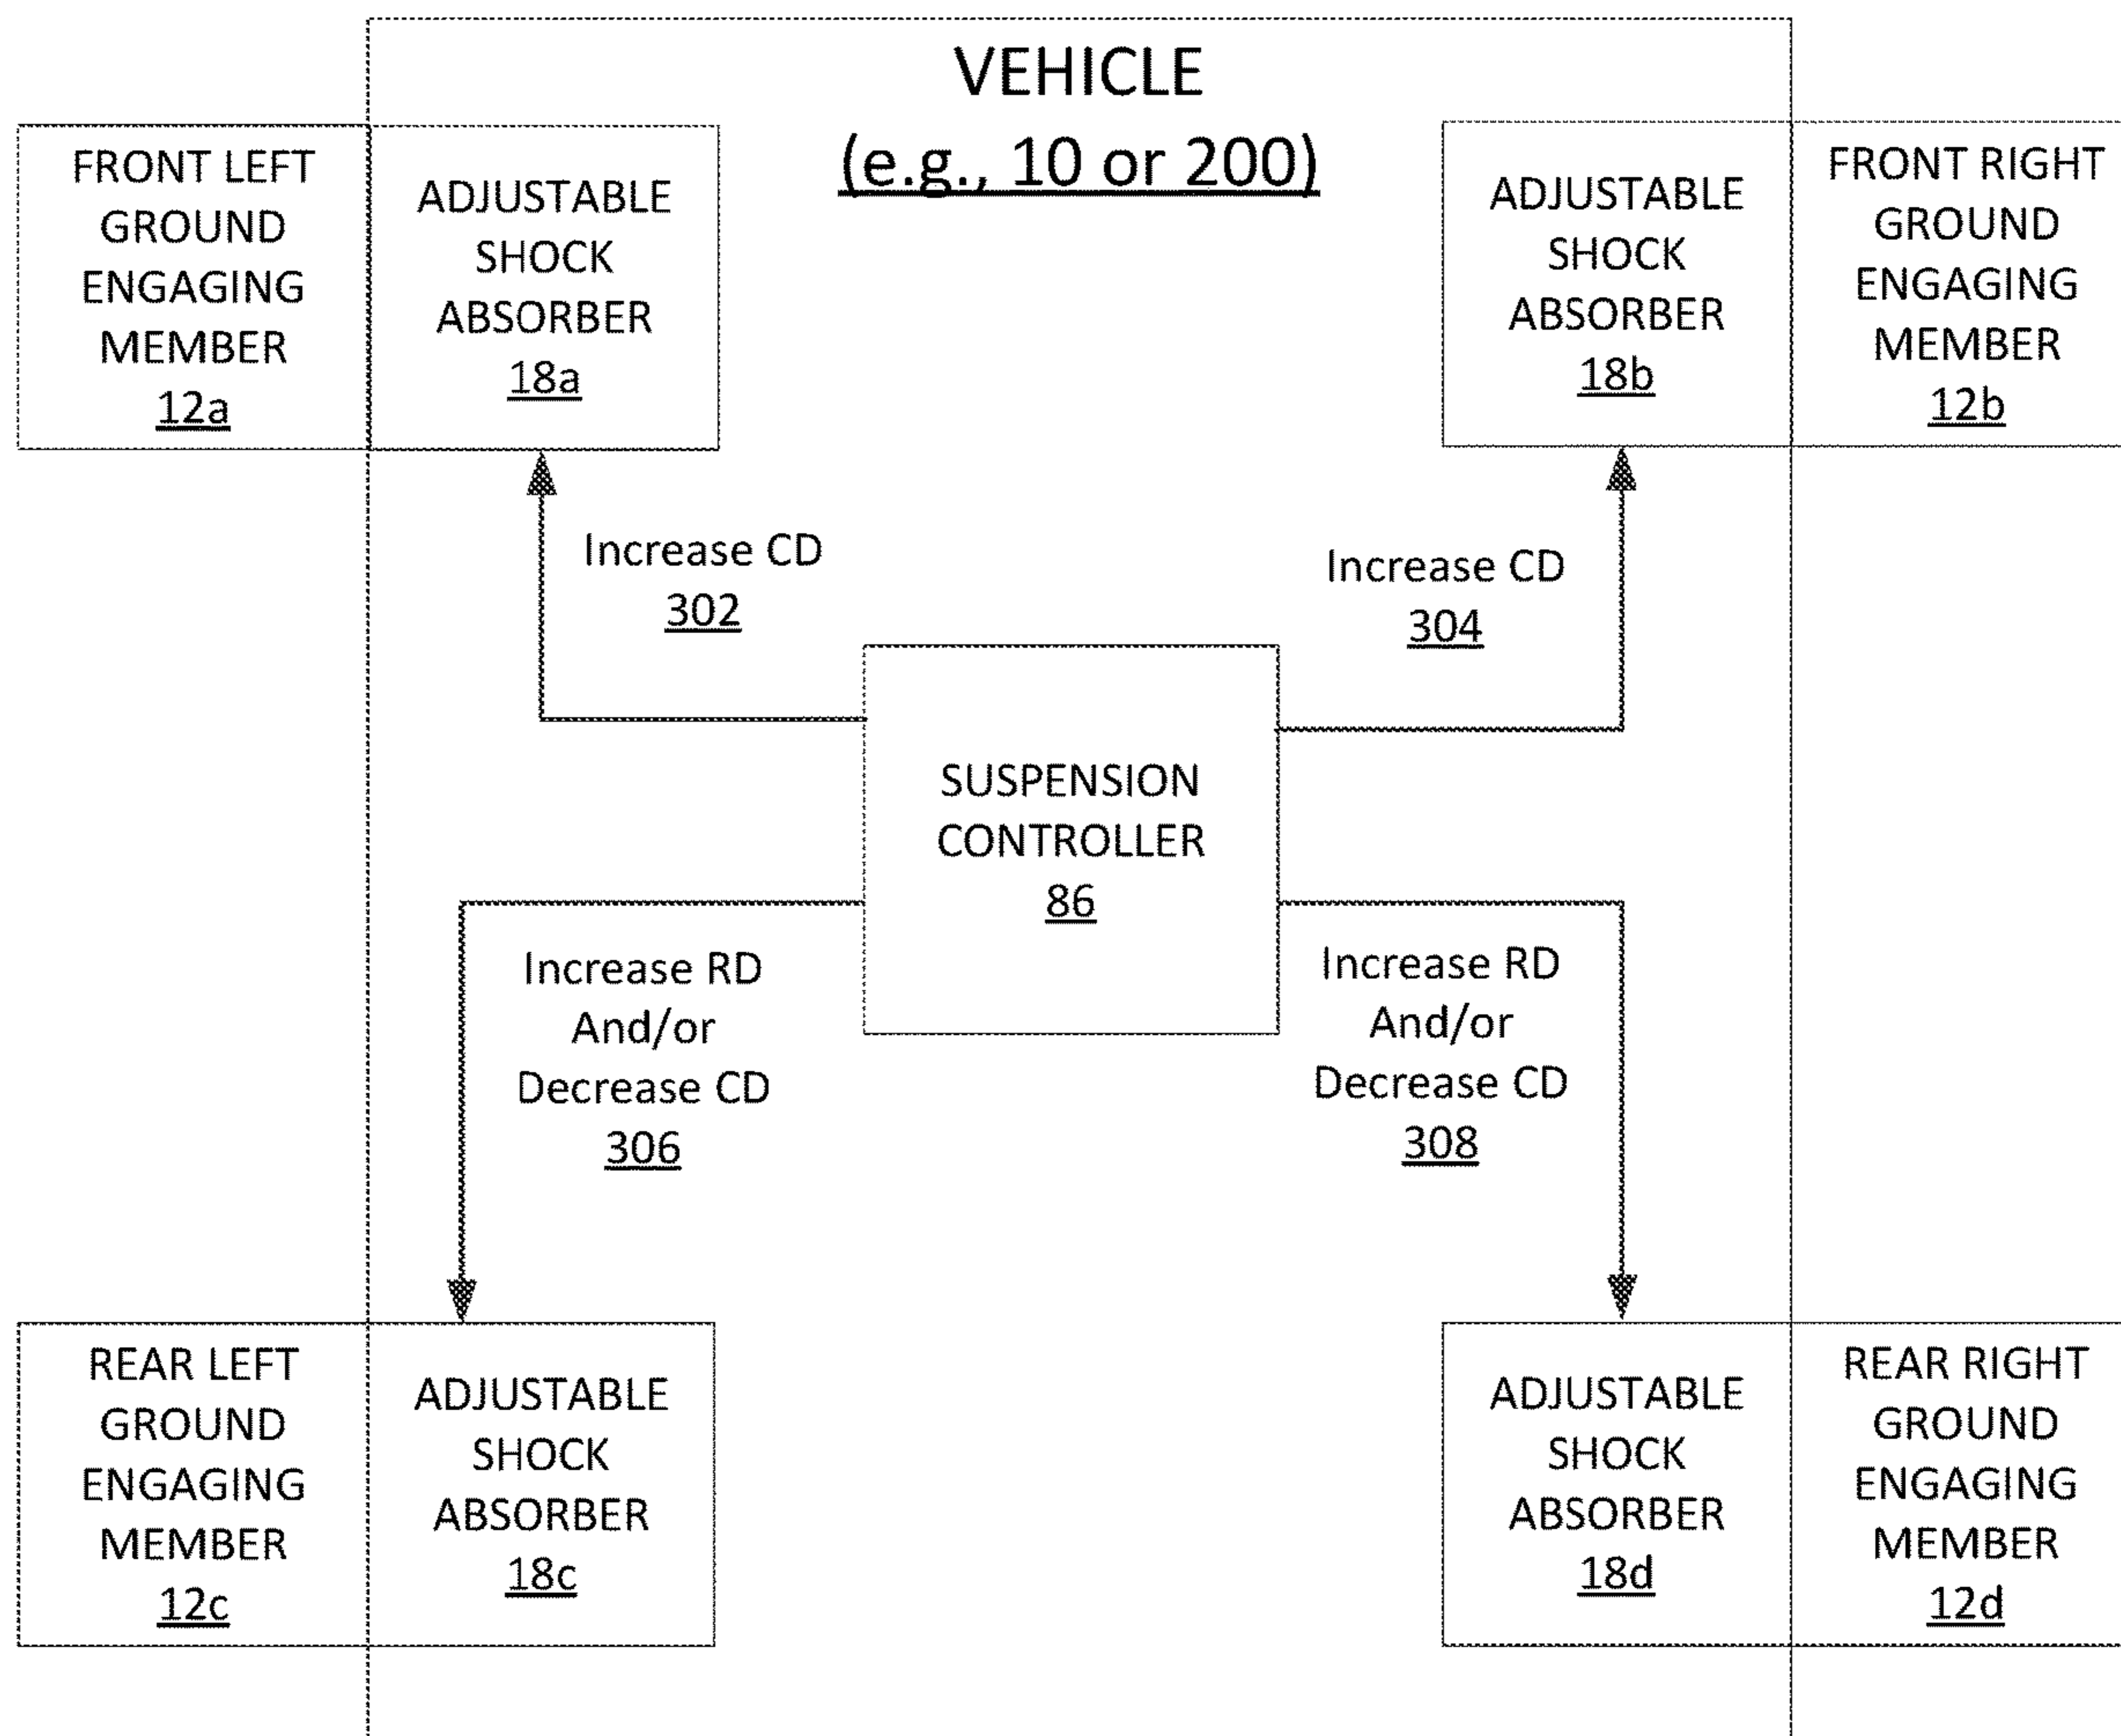 VEHICLE
(e.g., 10 or 200)
FRONT LEFT
GROUND
ENGAGING
MEMBER
12a
ADJUSTABLE
SHOCK
ABSORBER
18a
ADJUSTABLE
SHOCK
ABSORBER
18b
FRONT RIGHT
GROUND
ENGAGING
MEMBER
12b
Increase CD
302
Increase CD
304
SUSPENSION
CONTROLLER
86
Increase RD
And/or
Decrease CD
306
Increase RD
And/or
Decrease CD
308
REAR LEFT
GROUND
ENGAGING
MEMBER
12c
ADJUSTABLE
SHOCK
ABSORBER
18c
ADJUSTABLE
SHOCK
ABSORBER
18d
REAR RIGHT
GROUND
ENGAGING
MEMBER
12d